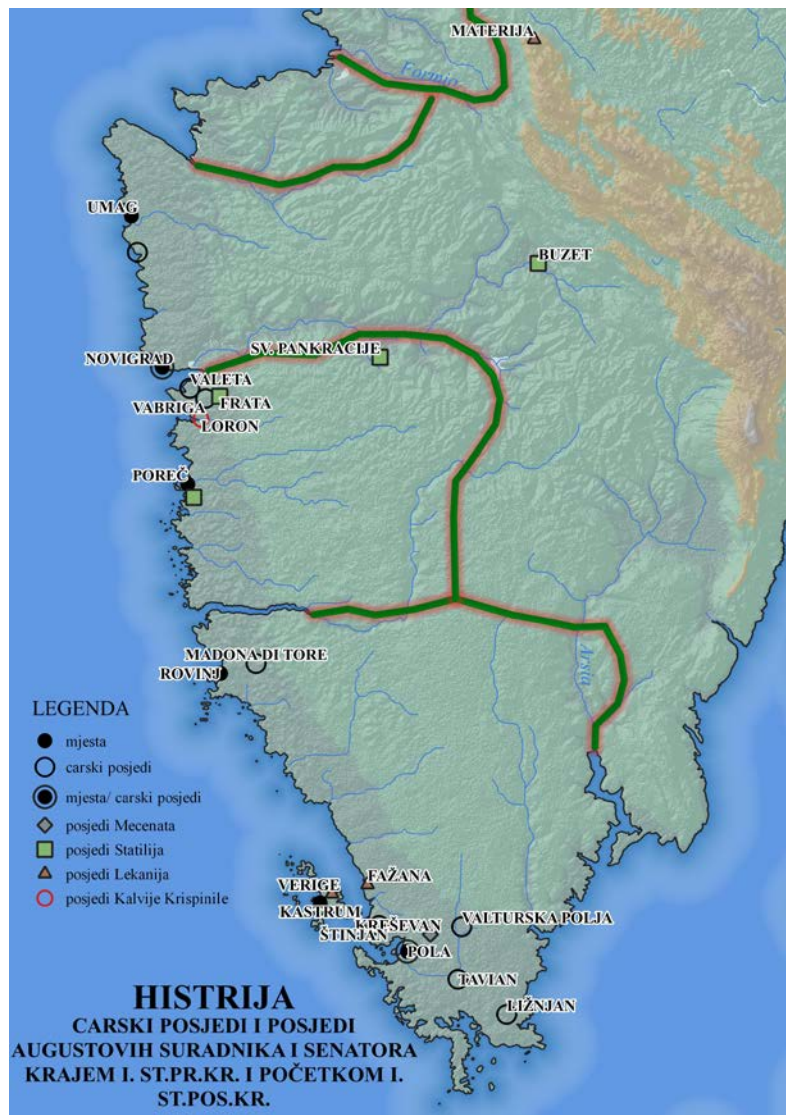 MATERIJA
Formio
UMAG
BUZET
NOVIGRAD
SV. PANKRACIJE
VALETA
VABRIGA
FRATA
LORON
POREČ
MADONA DI TORE
ROVINJ
Arsia
LEGENDA
mjesta
carski posjedi
mjesta/ carski posjedi
posjedi Mecenata
posjedi Statilija
posjedi Lekanija
posjedi Kalvije Krispinile
FAŽANA
VERIGE
KASTRUM
KREŠEVAN
ŠTINJAN
VALTURSKA POLJA
POLA
TAVIAN
LIŽNJAN
HISTRIJA
CARSKI POSJEDI I POSJEDI
AUGUSTOVIH SURADNIKA I SENATORA
KRAJEM I. ST.PR.KR. I POČETKOM I.
ST.POS.KR.